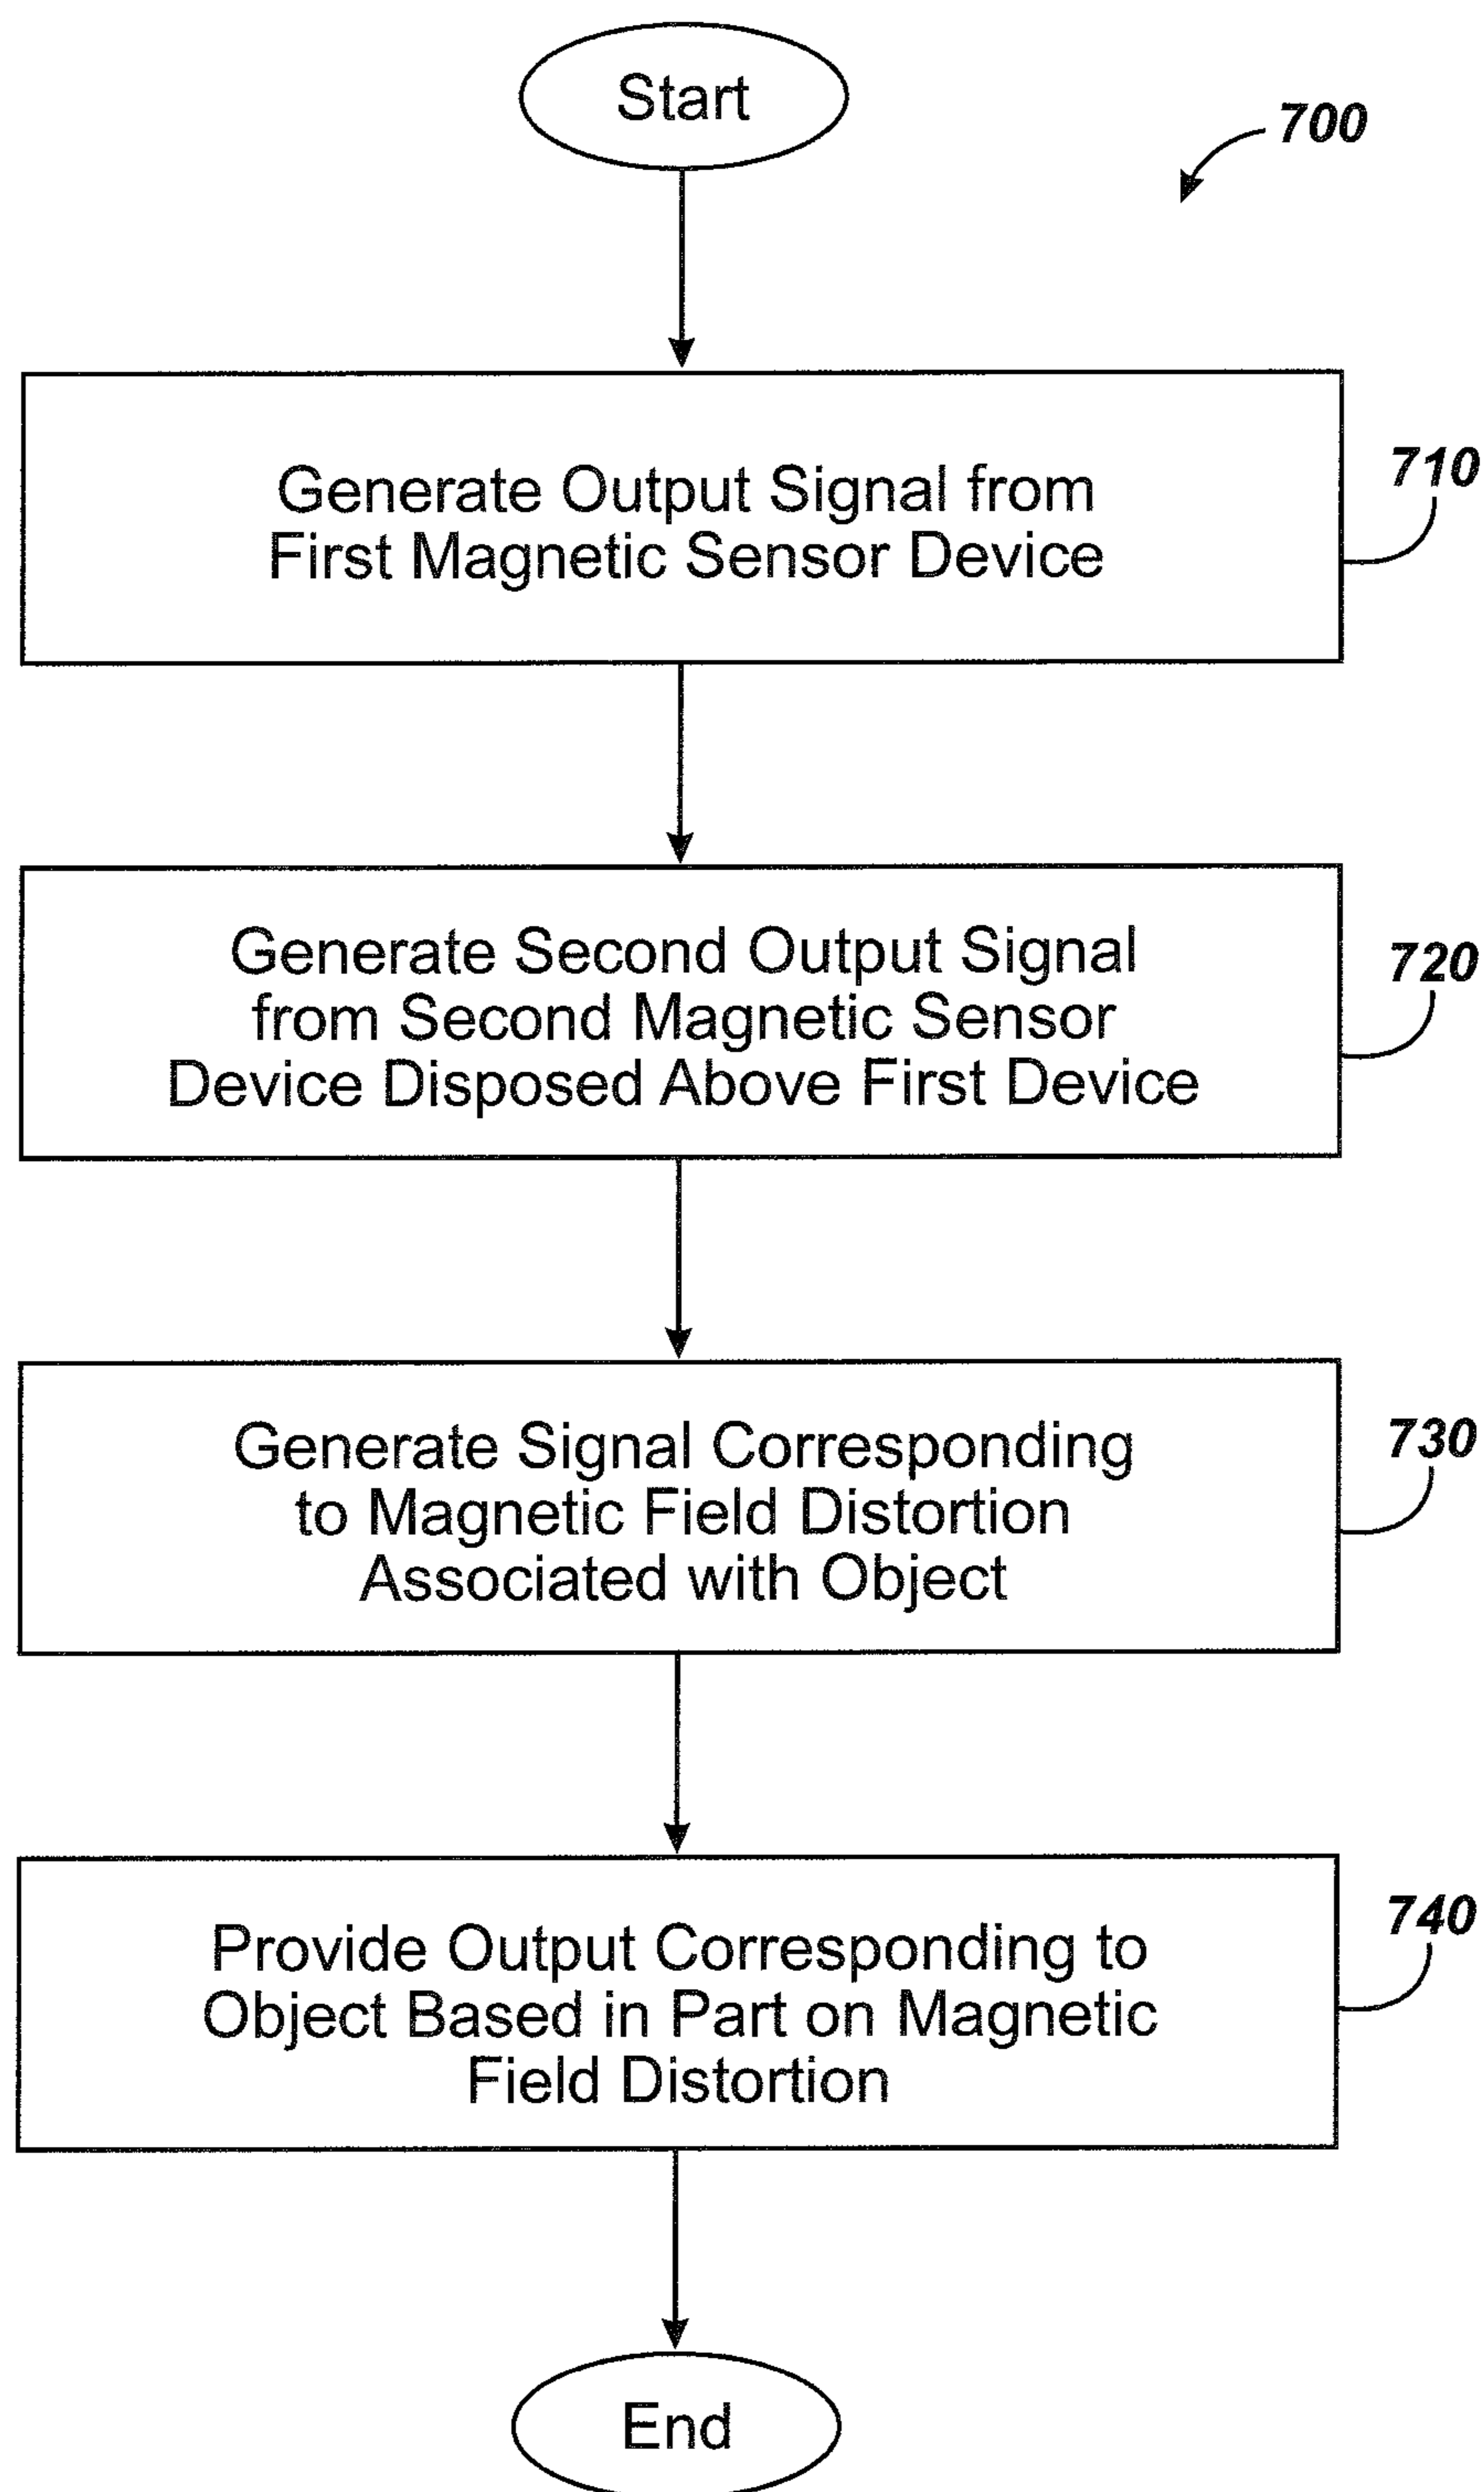 Start
700
Generate Output Signal from
First Magnetic Sensor Device
710
Generate Second Output Signal
from Second Magnetic Sensor
Device Disposed Above First Device
720
Generate Signal Corresponding
to Magnetic Field Distortion
Associated with Object
730
Provide Output Corresponding to
Object Based in Part on Magnetic
Field Distortion
740
End